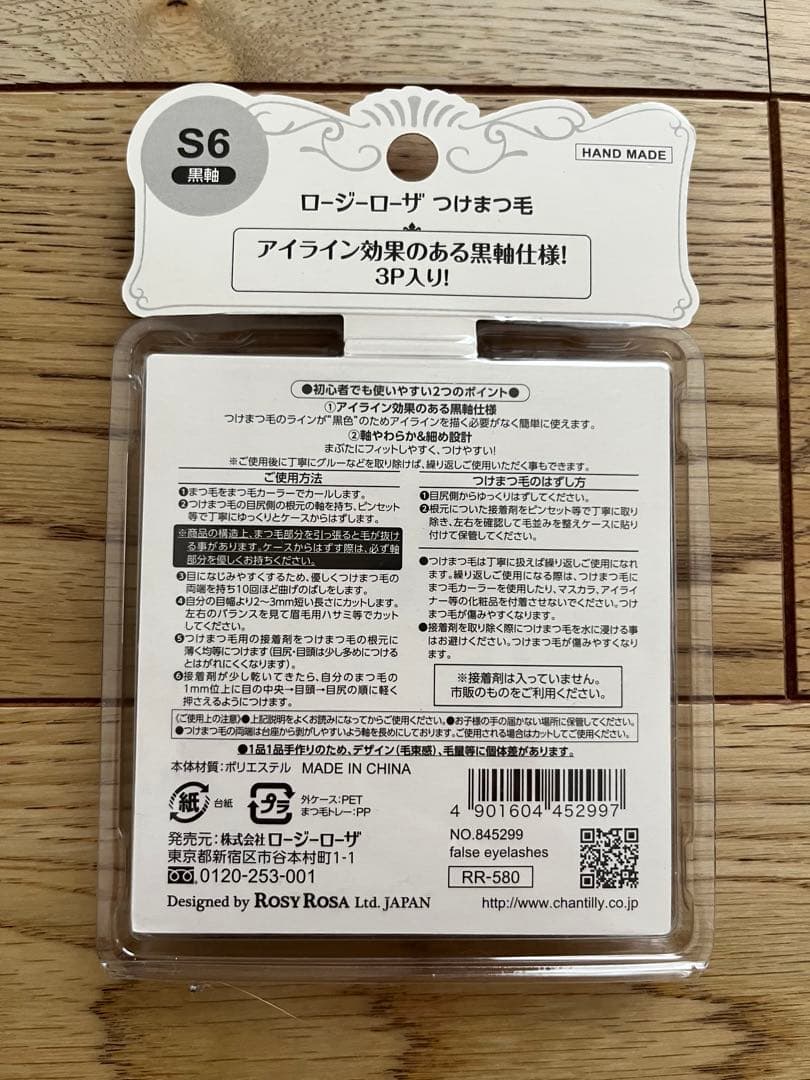 S6
黒軸
HAND MADE
ロージーローザ つけまつ毛
アイライン効果のある黒軸仕様!
3P入り!
●初心者でも使いやすい2つのポイント●
①アイライン効果のある黒軸仕様
つけまつ毛のラインが"黒色"のためアイラインを描く必要がなく簡単に使えます。
②軸やわらか&細め設計
まぶたにフィットしやすく、つけやすい!
※ご使用後に丁寧にグルーなどを取り除けば、繰り返しご使用いただく事もできます。
ご使用方法
❶まつ毛をまつ毛カーラーでカールします。
❷つけまつ毛の目尻側の根元の軸を持ち、ピンセット
等で丁寧にゆっくりとケースからはずします。
※商品の構造上、まつ毛部分を引っ張ると毛が抜け
る事があります。ケースからはずす際は、必ず軸
部分を優しくお持ちください。
❸目になじみやすくするため、優しくつけまつ毛の
両端を持ち10回ほど曲げのばしをします。
❹自分の目幅より2〜3mm短い長さにカットします。
左右のバランスを見て眉毛用ハサミ等でカット
してください。
❺つけまつ毛用の接着剤をつけまつ毛の根元に
薄く均等につけます(目尻・目頭は少し多めにつける
とはがれにくくなります)。
❻接着剤が少し乾いてきたら、自分のまつ毛の
1mm位上に目の中央→目頭→目尻の順に軽く
押さえるようにつけます。
つけまつ毛のはずし方
❶目尻側からゆっくりはずしてください。
❷根元についた接着剤をピンセット等で丁寧に取り
除き、左右を確認して毛並みを整えケースに貼り
付けて保管してください。
●つけまつ毛は丁寧に扱えば繰り返しご使用になれ
ます。繰り返しご使用になる際は、つけまつ毛に
まつ毛カーラーを使用したり、マスカラ、アイライ
ナー等の化粧品を付着させないでください。つけ
まつ毛が傷みやすくなります。
●接着剤を取り除く際につけまつ毛を水に浸ける事
はお避けください。つけまつ毛が傷みやすくなり
ます。
※接着剤は入っていません。
市販のものをご利用ください。
〈ご使用上の注意〉●上記説明をよくお読みになってからご使用ください。●お子様の手の届かない場所に保管してください。
●つけまつ毛の両端は台座から剥がしやすいよう軸を長めにしております。ご使用される場合はカットしてご使用ください。
●1品1品手作りのため、デザイン(毛束感)、毛量等に個体差があります。
本体材質:ポリエステル MADE IN CHINA
紙 台紙
プラ 外ケース:PET
まつ毛トレー:PP
4 901604 452997
発売元:株式会社 ロージーローザ
東京都新宿区市谷本村町1-1
0120-253-001
Designed by ROSY ROSA Ltd. JAPAN
NO.845299
false eyelashes
RR-580
http://www.chantilly.co.jp